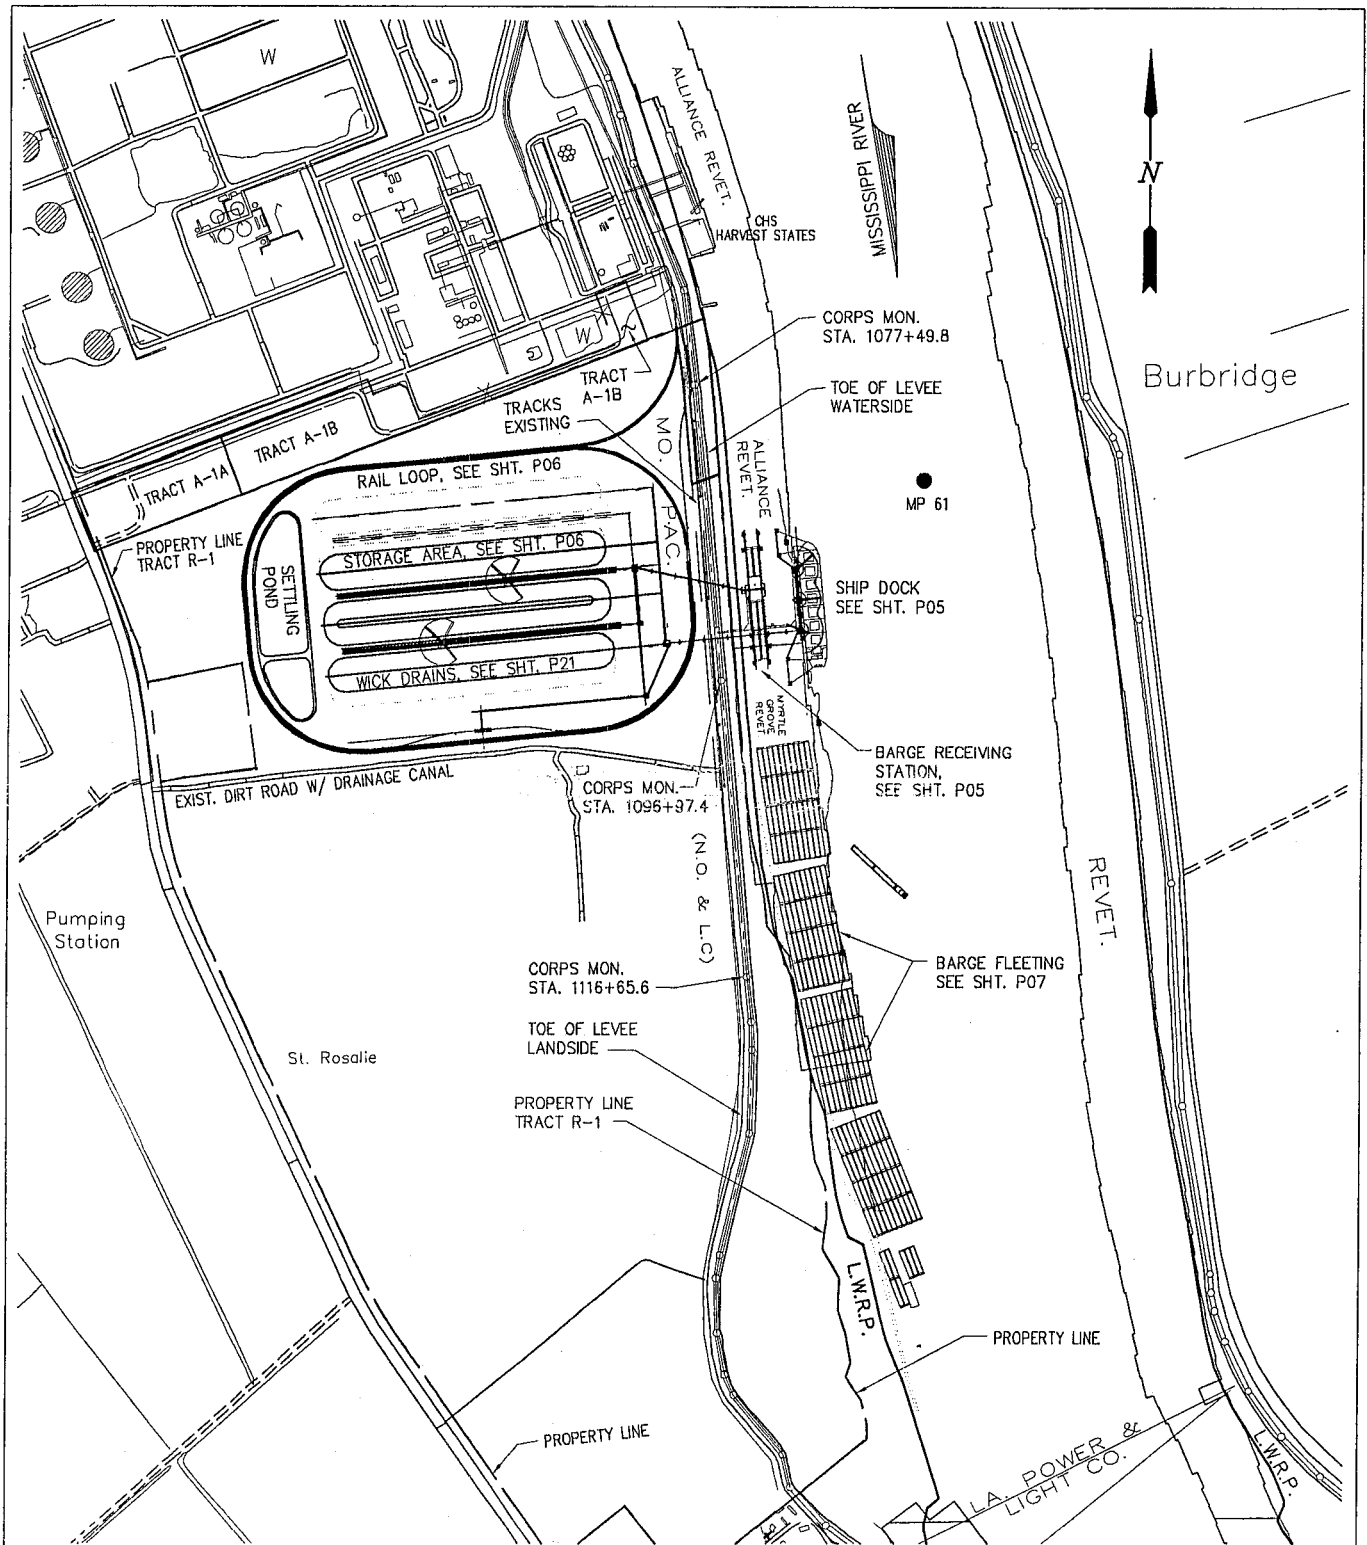 W
ALLIANCE REVET.
MISSISSIPPI RIVER
N
CHS
HARVEST STATES
CORPS MON.
STA. 1077+49.8
Burbridge
W
TRACT
A-1B
TOE OF LEVEE
WATERSIDE
TRACKS
EXISTING
MO. PAC.
TRACT A-1B
TRACT A-1A
ALLIANCE
REVET.
RAIL LOOP, SEE SHT. P06
MP 61
PROPERTY LINE
TRACT R-1
STORAGE AREA, SEE SHT. P06
SETTLING
POND
SHIP DOCK
SEE SHT. P05
WICK DRAINS, SEE SHT. P21
MYRTLE
GROVE
REVET
BARGE RECEIVING
STATION,
SEE SHT. P05
EXIST. DIRT ROAD W/ DRAINAGE CANAL
CORPS MON.
STA. 1096+97.4
(N.O. & L.C)
REVET.
Pumping
Station
CORPS MON.
STA. 1116+65.6
BARGE FLEETING
SEE SHT. P07
TOE OF LEVEE
LANDSIDE
St. Rosalie
PROPERTY LINE
TRACT R-1
L.W.R.P.
PROPERTY LINE
PROPERTY LINE
LA. POWER &
LIGHT CO.
L.W.R.P.